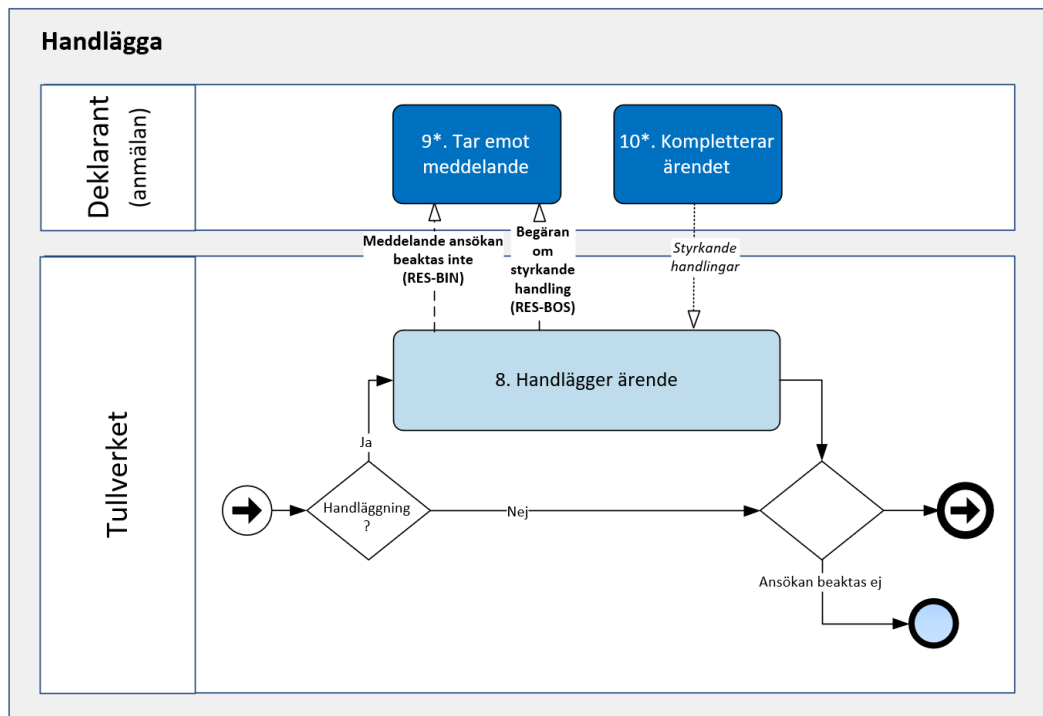 Handlägga
Deklarant
(anmälan)
9*. Tar emot
meddelande
10*. Kompletterar
ärendet
Meddelande ansökan
beaktas inte
(RES-BIN)
Begäran
om
styrkande
handling
(RES-BOS)
Styrkande
handlingar
Tullverket
8. Handlägger ärende
Ja
Handläggning
?
Nej
Ansökan beaktas ej